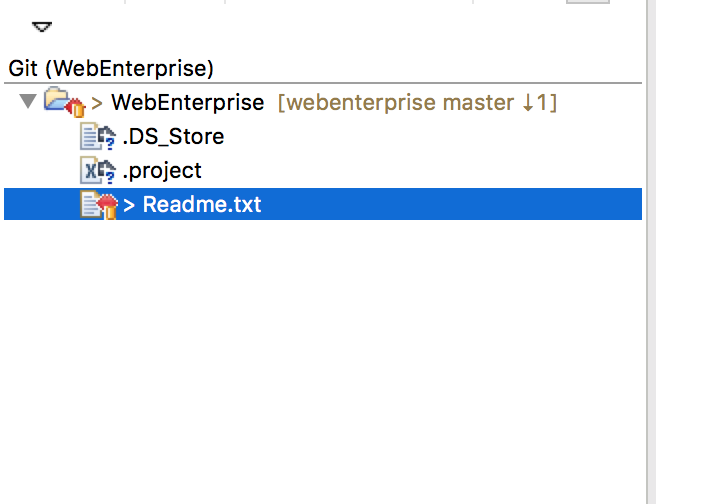 Git (WebEnterprise)
> WebEnterprise [webenterprise master ↓1]
.DS_Store
.project
> Readme.txt